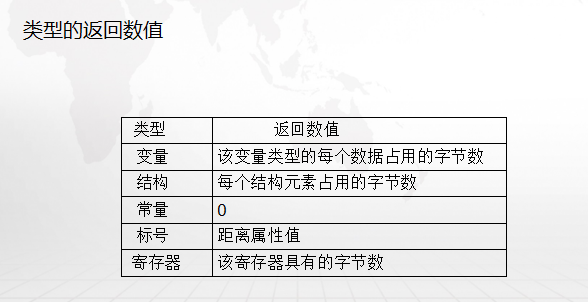 类型的返回数值
类型 返回数值
变量 该变量类型的每个数据占用的字节数
结构 每个结构元素占用的字节数
常量 0
标号 距离属性值
寄存器 该寄存器具有的字节数